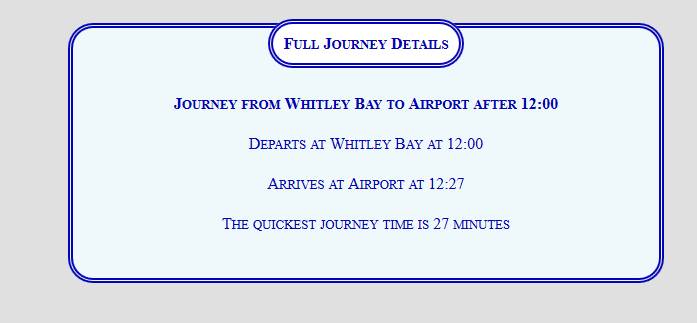 Full Journey Details
Journey from Whitley Bay to Airport after 12:00
Departs at Whitley Bay at 12:00
Arrives at Airport at 12:27
The quickest journey time is 27 minutes